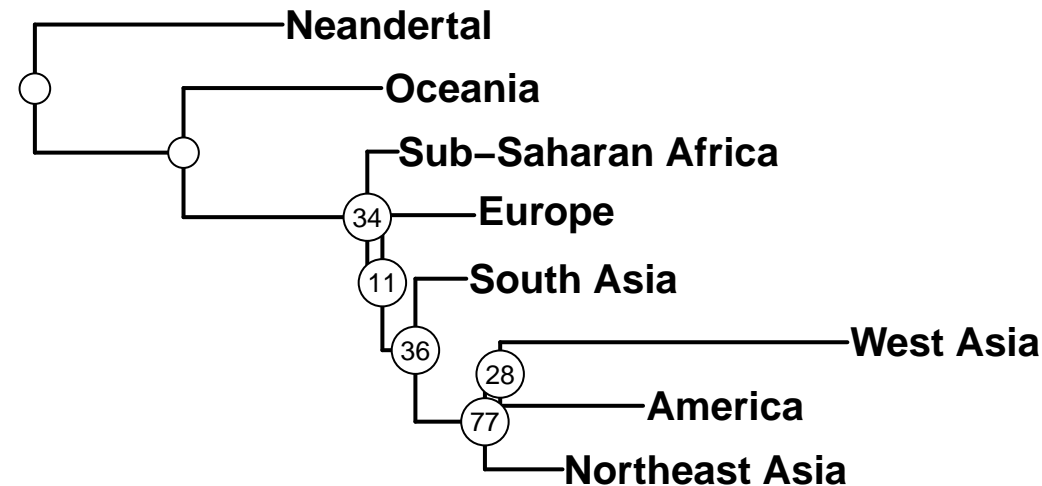 Neandertal
Oceania
Sub–Saharan Africa
34
Europe
South Asia
11
West Asia
36
28
America
77
Northeast Asia